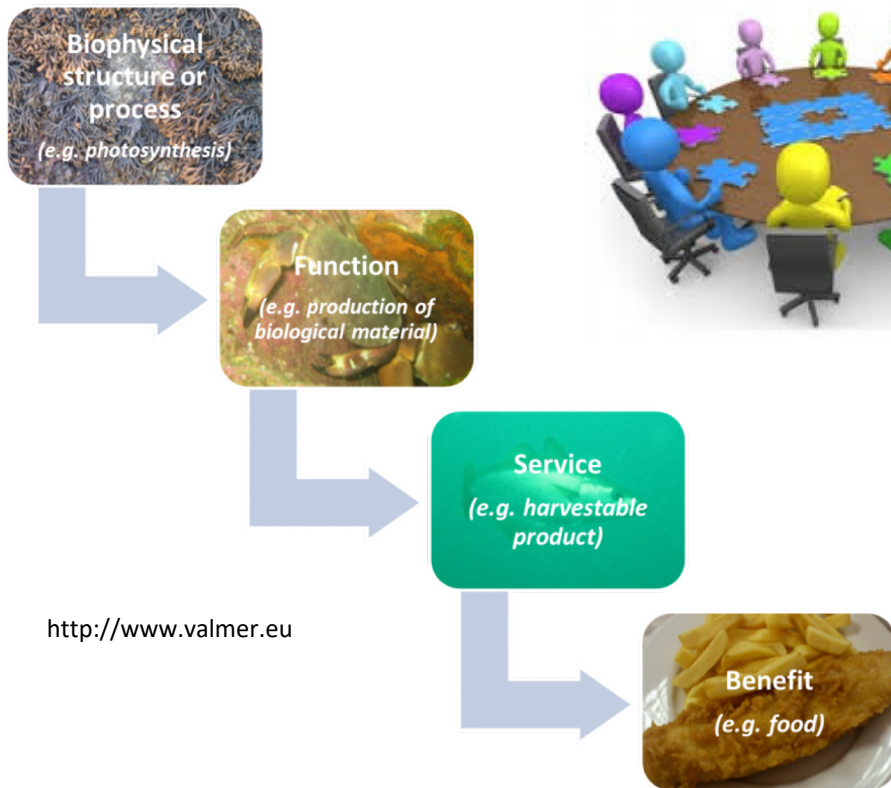 Biophysical
structure or
process
(e.g. photosynthesis)
Function
(e.g. production of
biological material)
Service
(e.g. harvestable
product)
http://www.valmer.eu
Benefit
(e.g. food)